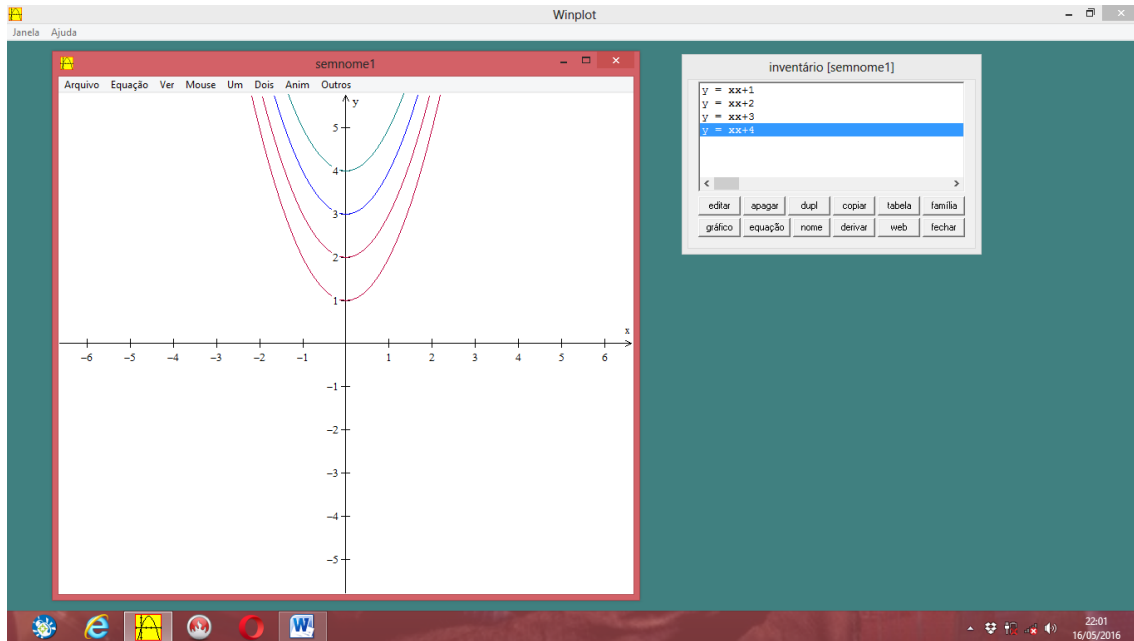 Winplot
Janela Ajuda
semnome1
Arquivo Equação Ver Mouse Um Dois Anim Outros
y
5
4
3
2
1
x
−6 −5 −4 −3 −2 −1 1 2 3 4 5 6
−1
−2
−3
−4
−5
inventário [semnome1]
y = xx+1
y = xx+2
y = xx+3
y = xx+4
editar apagar dupl copiar tabela família
gráfico equação nome derivar web fechar
22:01
16/05/2016